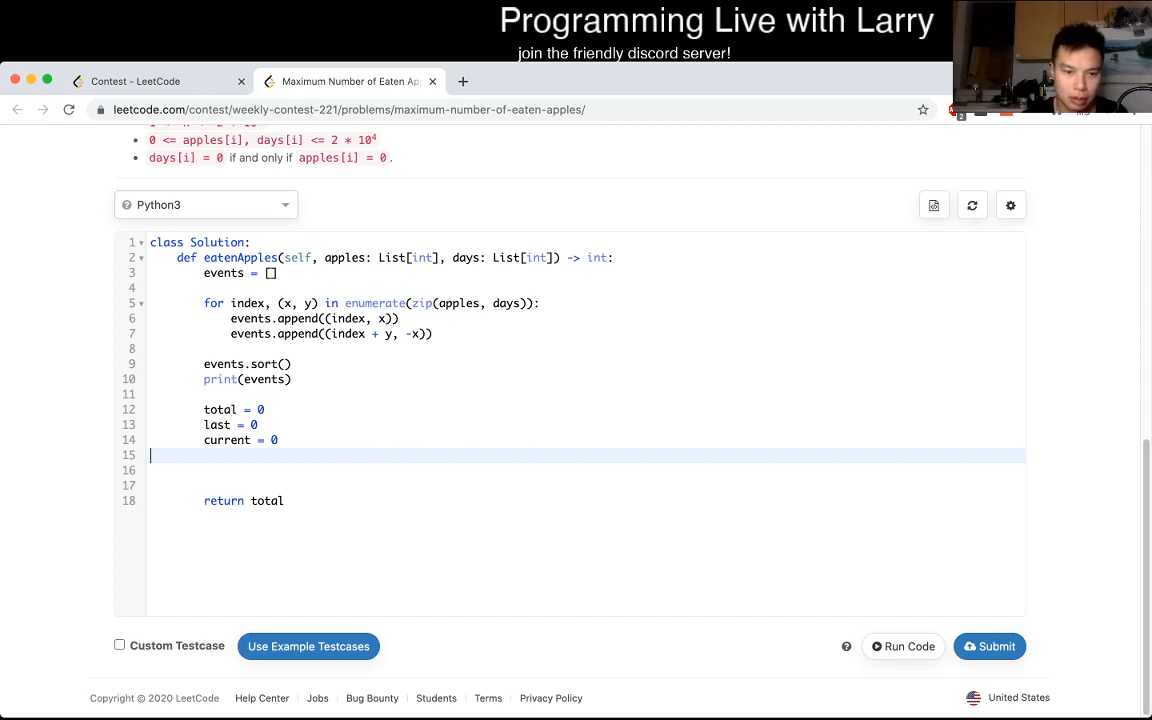 Programming Live with Larry
join the friendly discord server!
Contest - LeetCode
Maximum Number of Eaten Ap
leetcode.com/contest/weekly-contest-221/problems/maximum-number-of-eaten-apples/
2
0 <= apples[i], days[i] <= 2 * 10⁴
days[i] = 0 if and only if apples[i] = 0.
Python3
1 class Solution:
2 def eatenApples(self, apples: List[int], days: List[int]) -> int:
3 events = []
4
5 for index, (x, y) in enumerate(zip(apples, days)):
6 events.append((index, x))
7 events.append((index + y, -x))
8
9 events.sort()
10 print(events)
11
12 total = 0
13 last = 0
14 current = 0
15
16
17
18 return total
Custom Testcase
Use Example Testcases
Run Code
Submit
Copyright © 2020 LeetCode
Help Center
Jobs
Bug Bounty
Students
Terms
Privacy Policy
United States